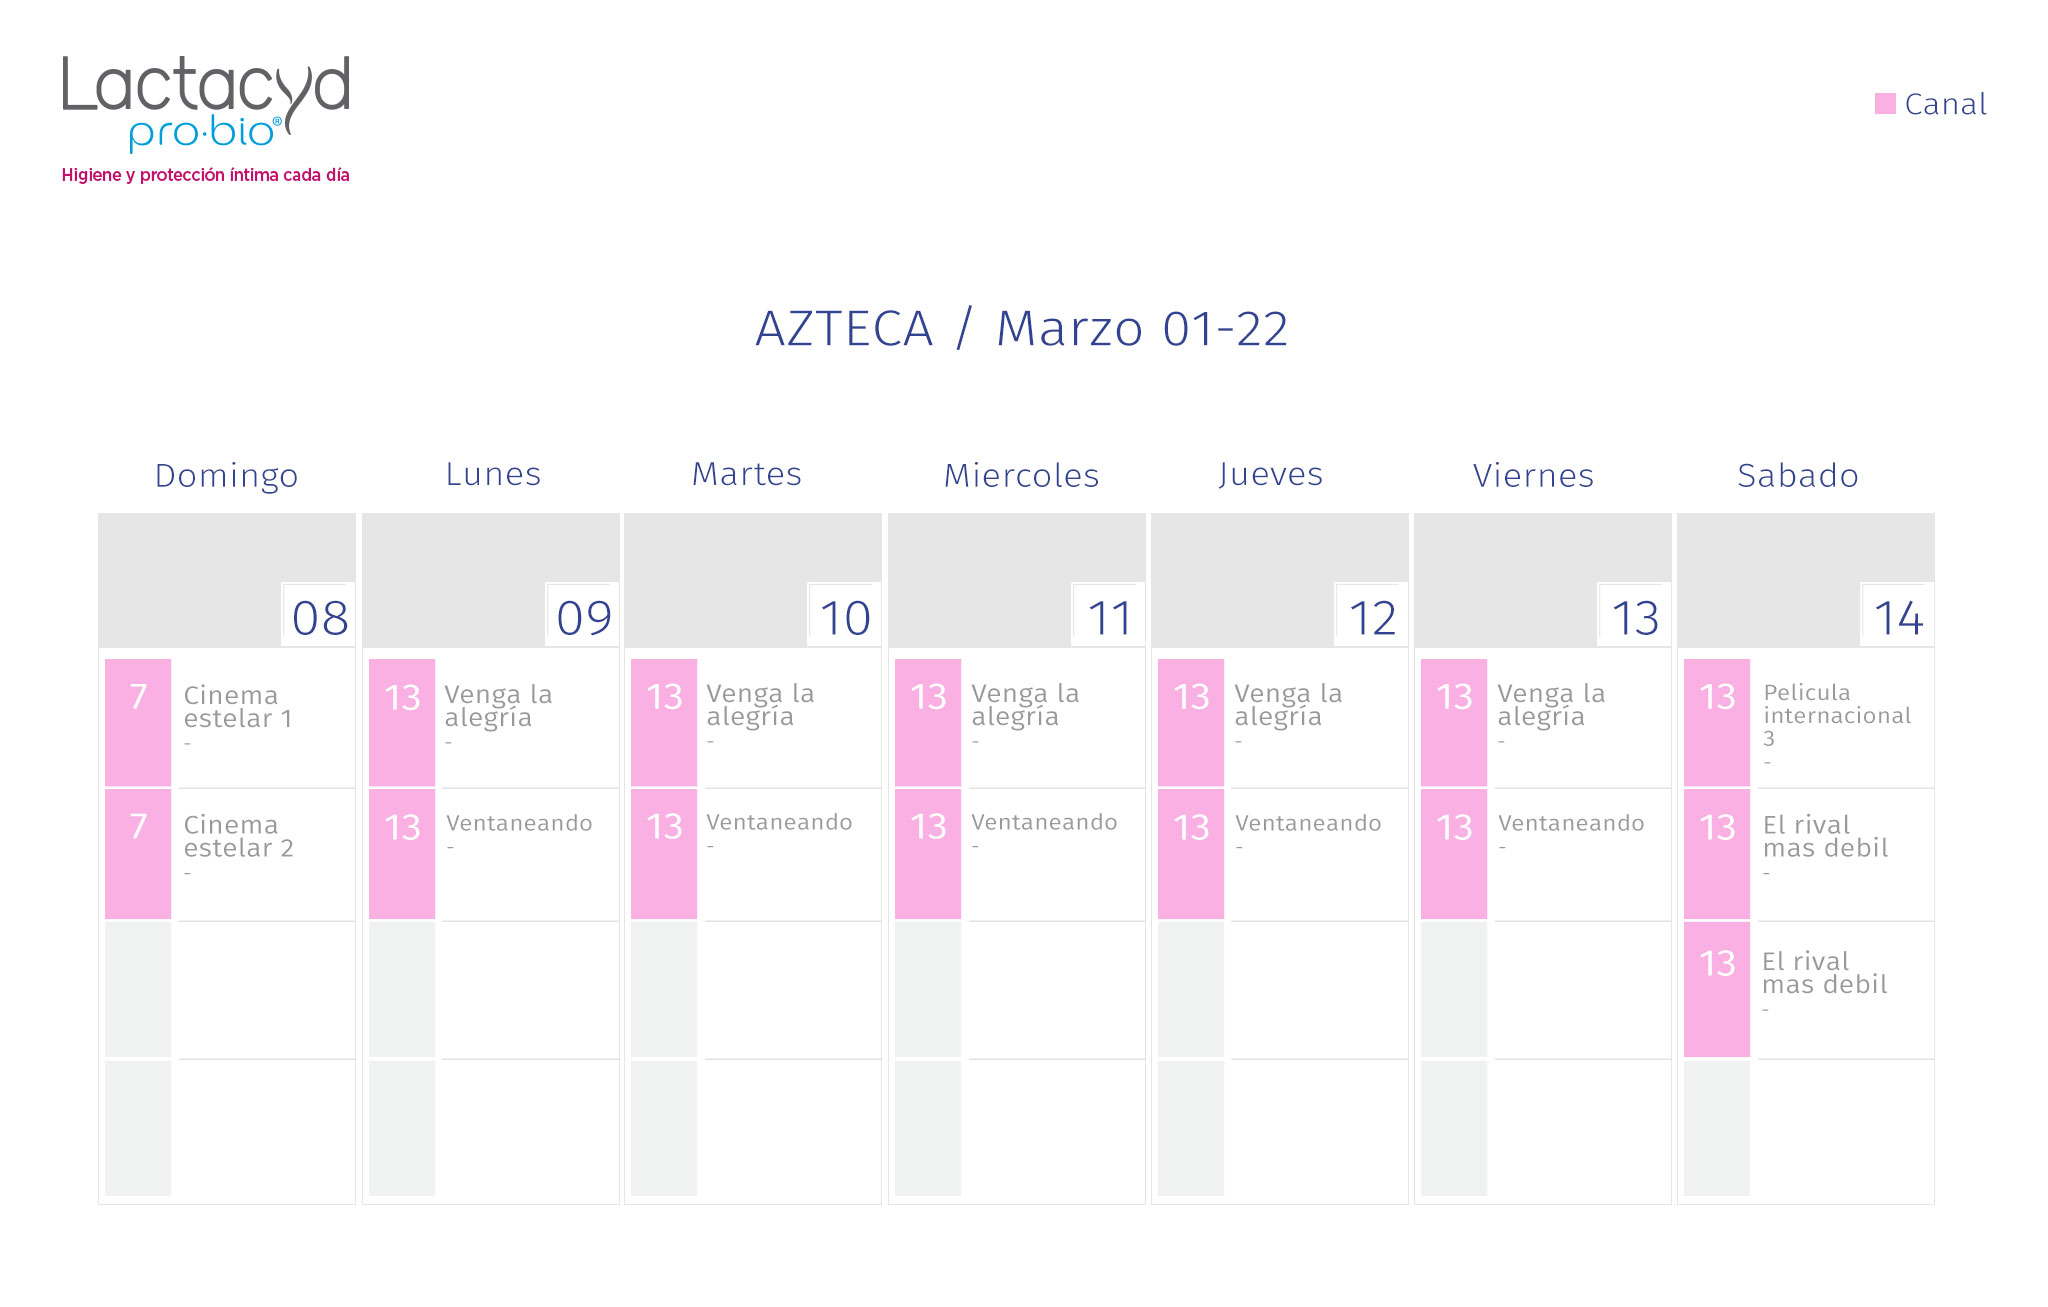 Lactacyd
pro·bio®
Higiene y protección íntima cada día
Canal
AZTECA / Marzo 01-22
Domingo
Lunes
Martes
Miercoles
Jueves
Viernes
Sabado
08
09
10
11
12
13
14
7
Cinema
estelar 1
-
13
Venga la
alegría
-
13
Venga la
alegría
-
13
Venga la
alegría
-
13
Venga la
alegría
-
13
Venga la
alegría
-
13
Pelicula
internacional
3
-
7
Cinema
estelar 2
-
13
Ventaneando
-
13
Ventaneando
-
13
Ventaneando
-
13
Ventaneando
-
13
Ventaneando
-
13
El rival
mas debil
-
13
El rival
mas debil
-